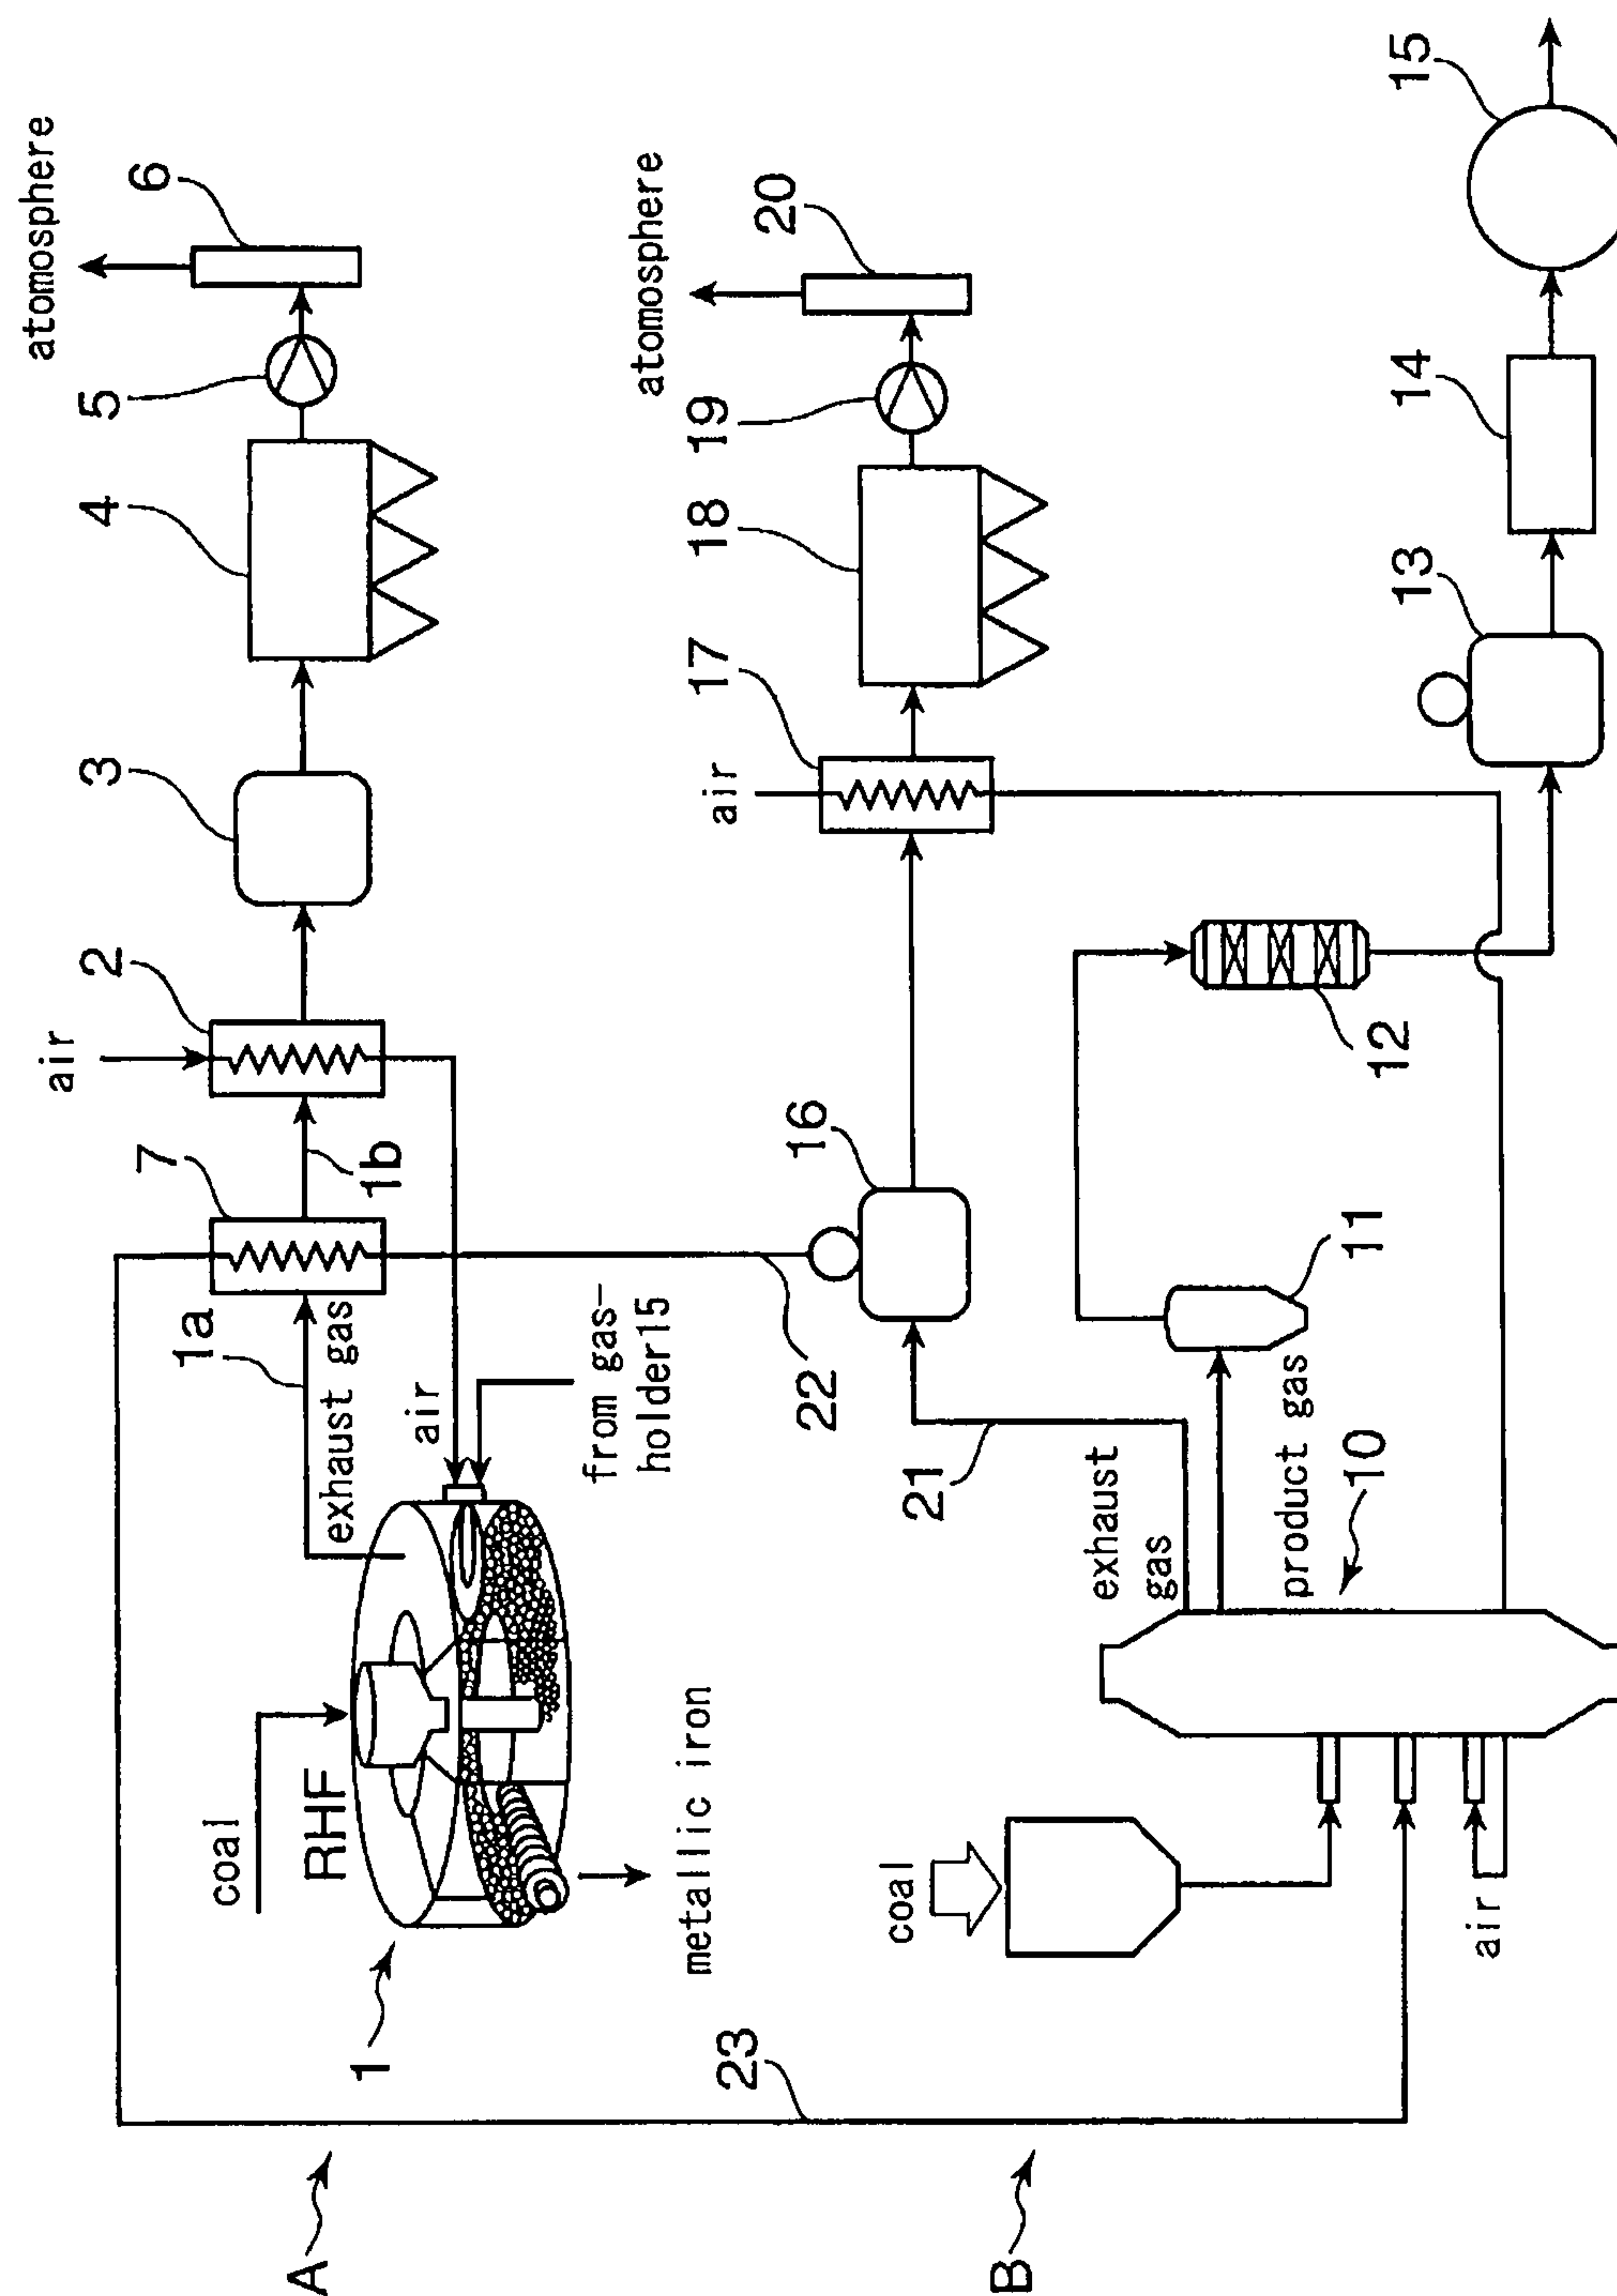 A
1
coal
RHF
metallic iron
1a
exhaust gas
7
1b
air
2
air
3
4
5
6
atomosphere
from gas-
holder15
23
22
21
16
air
17
18
19
20
atomosphere
B
coal
air
exhaust
gas
product gas
10
11
12
13
14
15